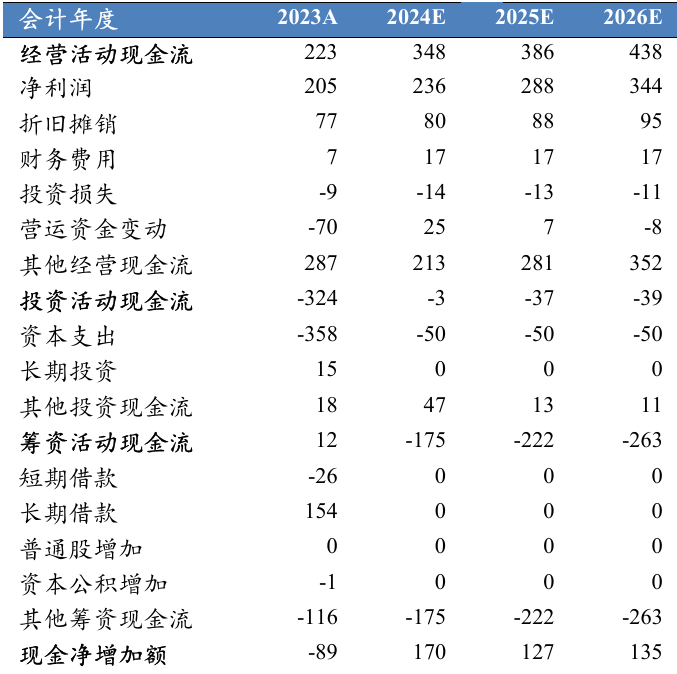 会计年度 2023A 2024E 2025E 2026E
经营活动现金流 223 348 386 438
净利润 205 236 288 344
折旧摊销 77 80 88 95
财务费用 7 17 17 17
投资损失 -9 -14 -13 -11
营运资金变动 -70 25 7 -8
其他经营现金流 287 213 281 352
投资活动现金流 -324 -3 -37 -39
资本支出 -358 -50 -50 -50
长期投资 15 0 0 0
其他投资现金流 18 47 13 11
筹资活动现金流 12 -175 -222 -263
短期借款 -26 0 0 0
长期借款 154 0 0 0
普通股增加 0 0 0 0
资本公积增加 -1 0 0 0
其他筹资现金流 -116 -175 -222 -263
现金净增加额 -89 170 127 135